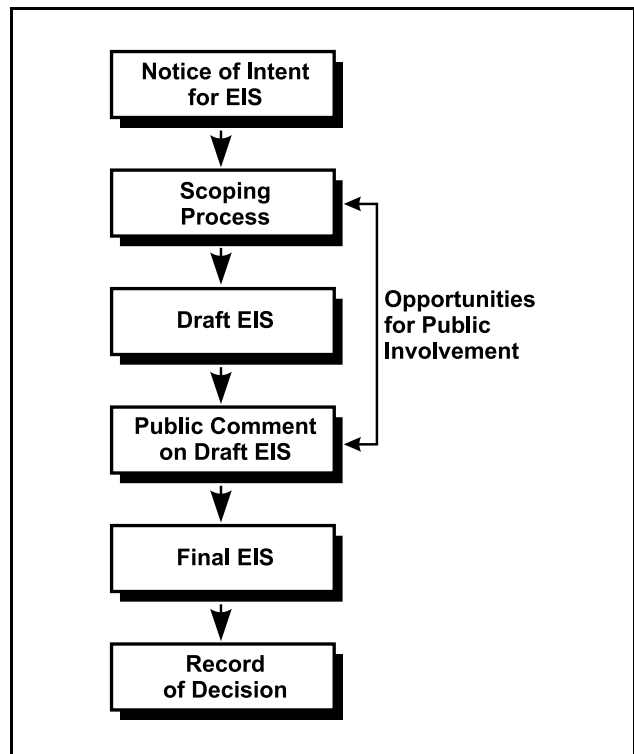 Notice of Intent
for EIS
Scoping
Process
Draft EIS
Opportunities
for Public
Involvement
Public Comment
on Draft EIS
Final EIS
Record
of Decision